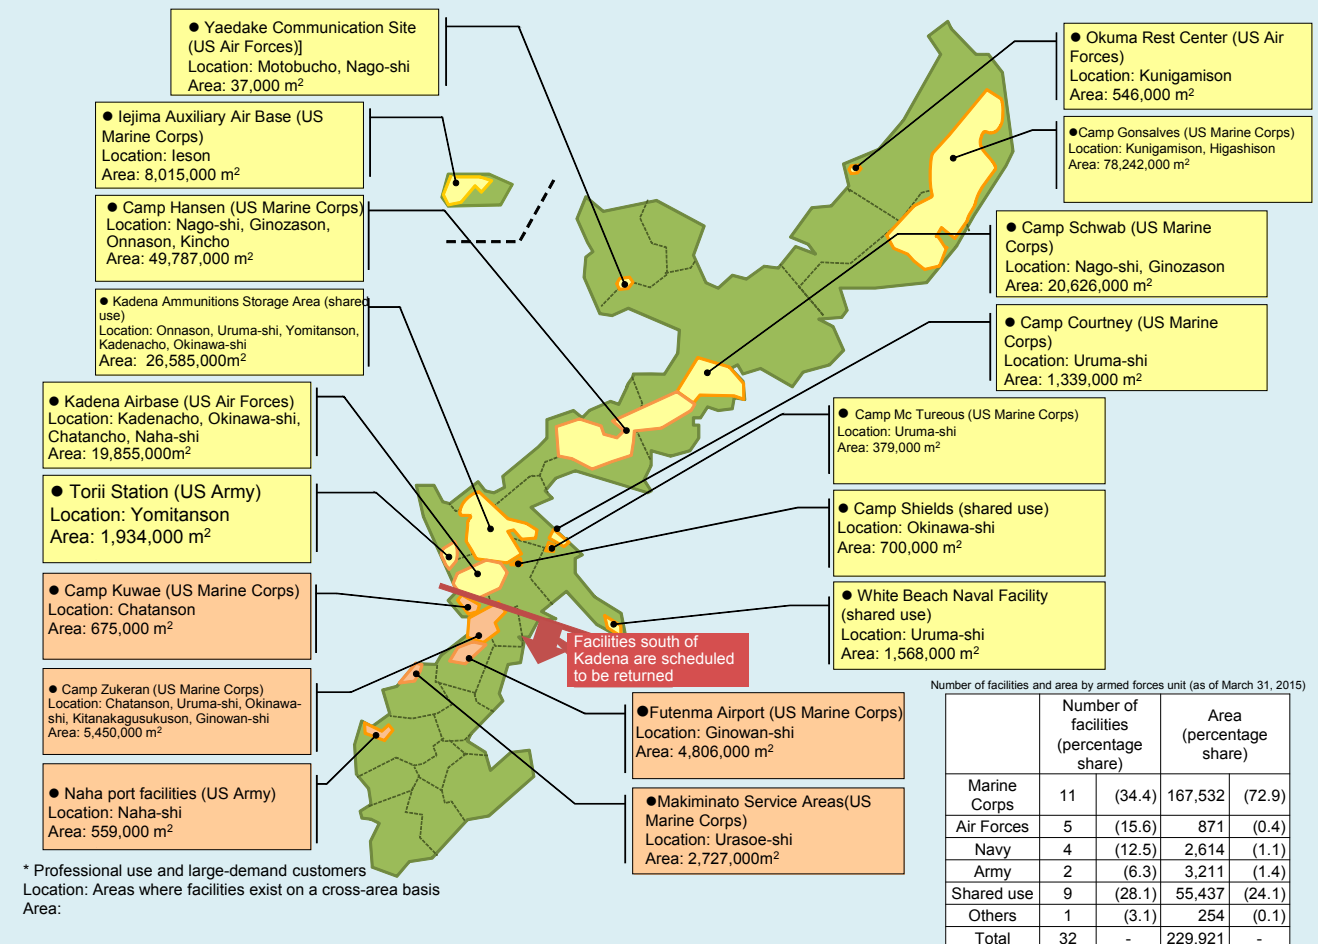 ● Yaedake Communication Site
(US Air Forces)]
Location: Motobucho, Nago-shi
Area: 37,000 m²
● Iejima Auxiliary Air Base (US
Marine Corps)
Location: Ieson
Area: 8,015,000 m²
● Camp Hansen (US Marine Corps)
Location: Nago-shi, Ginozason,
Onnason, Kincho
Area: 49,787,000 m²
● Kadena Ammunitions Storage Area (shared
use)
Location: Onnason, Uruma-shi, Yomitanson,
Kadenacho, Okinawa-shi
Area: 26,585,000m²
● Kadena Airbase (US Air Forces)
Location: Kadenacho, Okinawa-shi,
Chatancho, Naha-shi
Area: 19,855,000m²
● Torii Station (US Army)
Location: Yomitanson
Area: 1,934,000 m²
● Camp Kuwae (US Marine Corps)
Location: Chatanson
Area: 675,000 m²
● Camp Zukeran (US Marine Corps)
Location: Chatanson, Uruma-shi, Okinawa-
shi, Kitanakagusukuson, Ginowan-shi
Area: 5,450,000 m²
● Naha port facilities (US Army)
Location: Naha-shi
Area: 559,000 m²
* Professional use and large-demand customers
Location: Areas where facilities exist on a cross-area basis
Area:
● Okuma Rest Center (US Air
Forces)
Location: Kunigamison
Area: 546,000 m²
●Camp Gonsalves (US Marine Corps)
Location: Kunigamison, Higashison
Area: 78,242,000 m²
● Camp Schwab (US Marine
Corps)
Location: Nago-shi, Ginozason
Area: 20,626,000 m²
● Camp Courtney (US Marine
Corps)
Location: Uruma-shi
Area: 1,339,000 m²
● Camp Mc Tureous (US Marine Corps)
Location: Uruma-shi
Area: 379,000 m²
● Camp Shields (shared use)
Location: Okinawa-shi
Area: 700,000 m²
● White Beach Naval Facility
(shared use)
Location: Uruma-shi
Area: 1,568,000 m²
Facilities south of
Kadena are scheduled
to be returned
●Futenma Airport (US Marine Corps)
Location: Ginowan-shi
Area: 4,806,000 m²
●Makiminato Service Areas(US
Marine Corps)
Location: Urasoe-shi
Area: 2,727,000m²
Number of facilities and area by armed forces unit (as of March 31, 2015)
Number of
facilities
(percentage
share)
Area
(percentage
share)
Marine
Corps 11 (34.4) 167,532 (72.9)
Air Forces 5 (15.6) 871 (0.4)
Navy 4 (12.5) 2,614 (1.1)
Army 2 (6.3) 3,211 (1.4)
Shared use 9 (28.1) 55,437 (24.1)
Others 1 (3.1) 254 (0.1)
Total 32 - 229,921 -